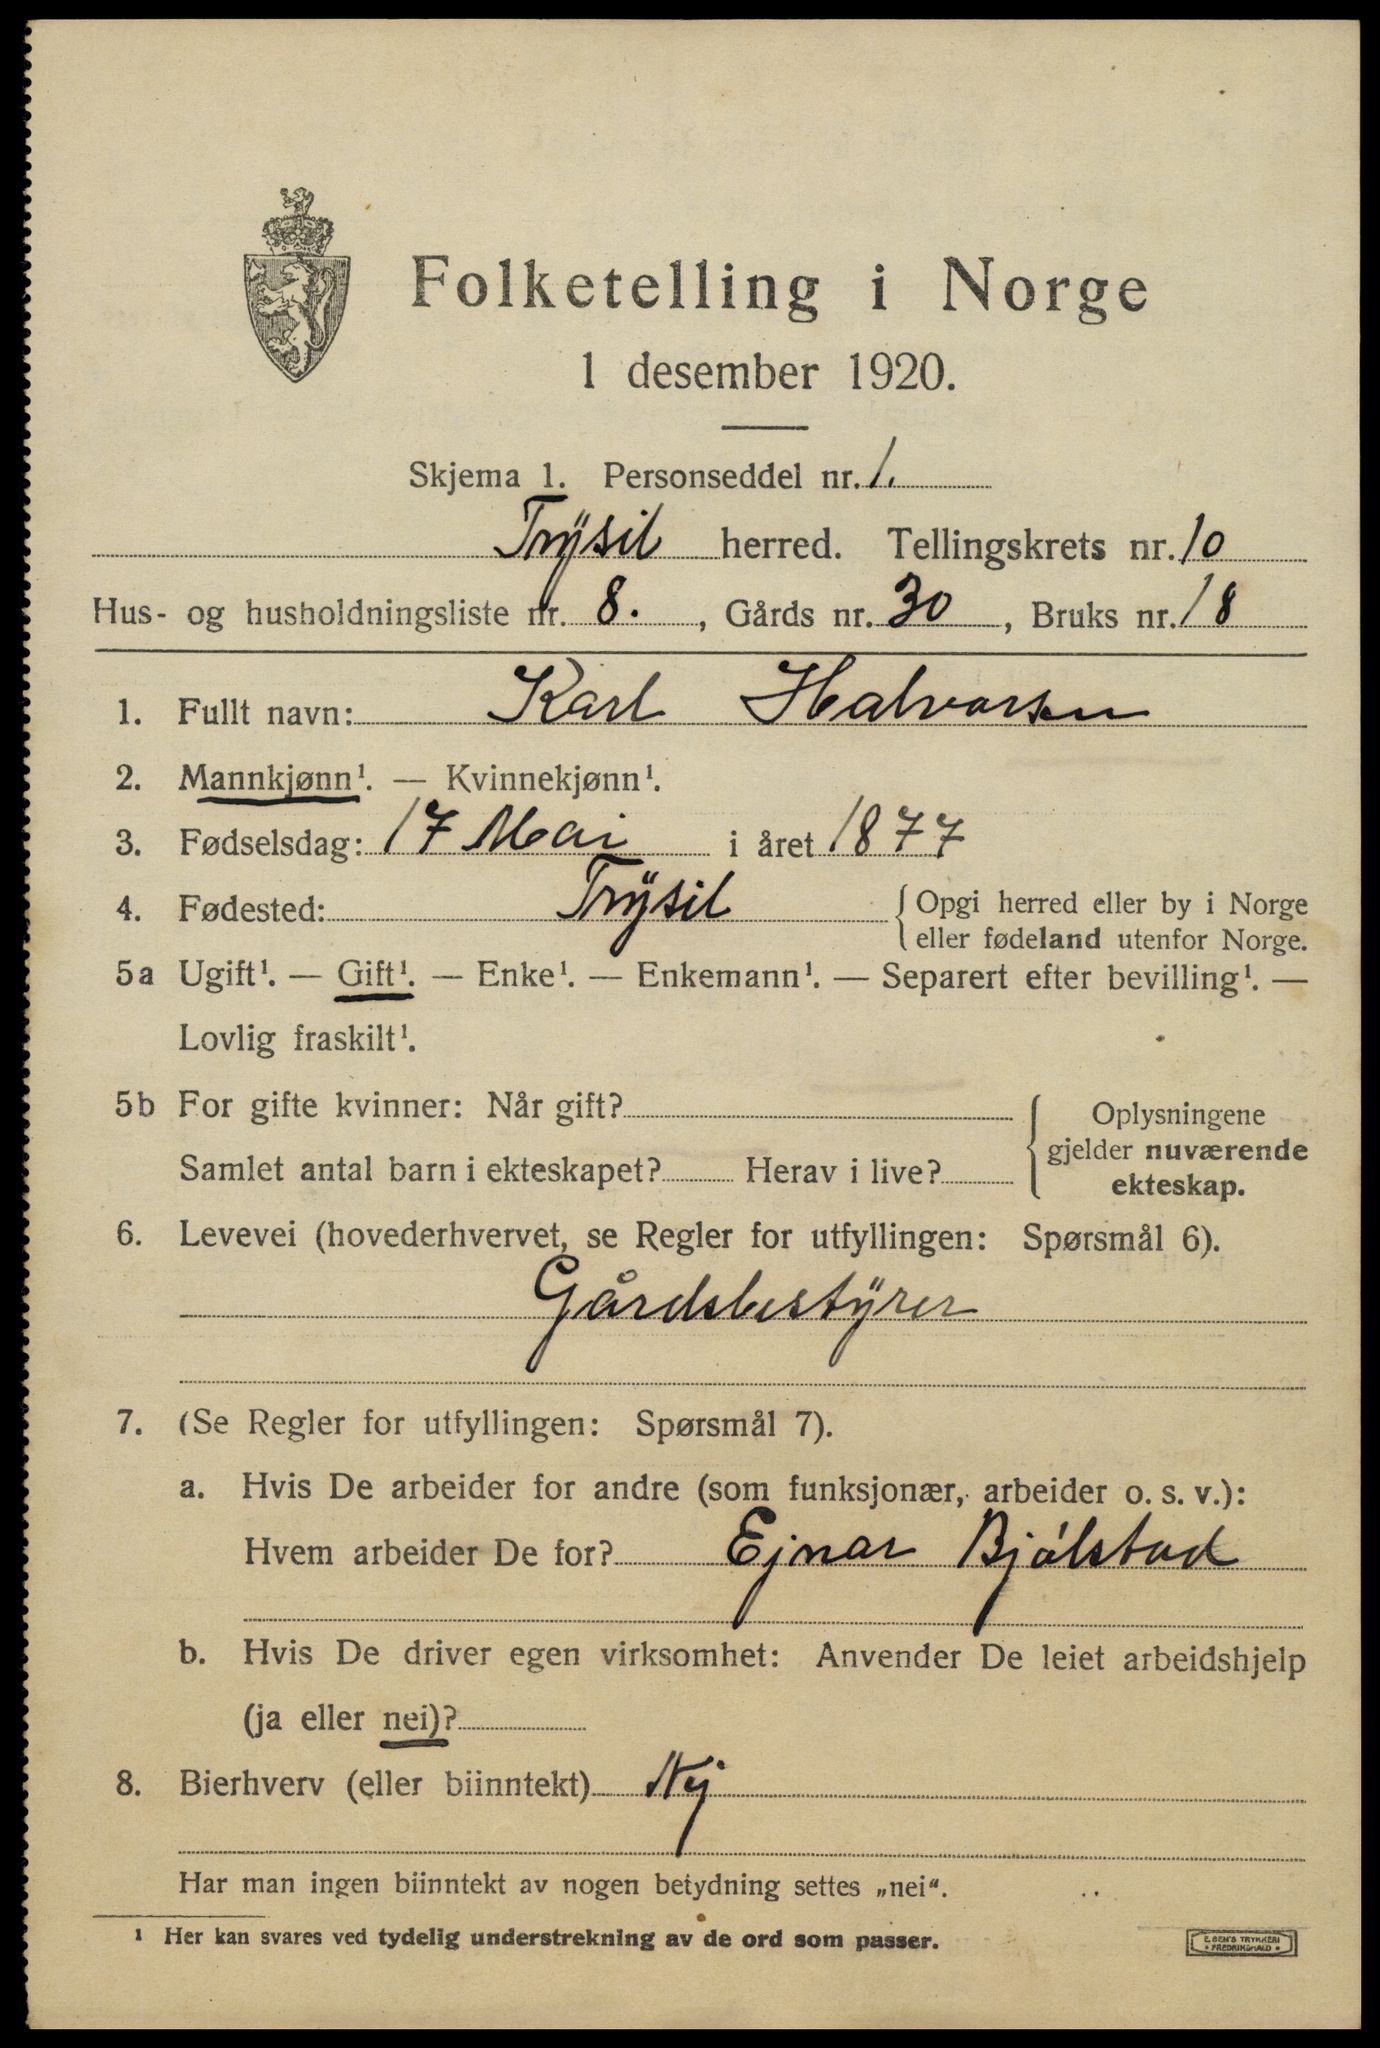 Folketelling i Norge
1 desember 1920.
Skjema 1. Personseddel nr. 1.
Trÿsil herred. Tellingskrets nr. 10
Hus- og husholdningsliste nr. 8. , Gårds nr. 30 , Bruks nr. 18
1. Fullt navn: Karl Halvorsen
2. Mannkjønn¹. — Kvinnekjønn¹.
3. Fødselsdag: 17 Mai i året 1877
4. Fødested: Trÿsil { Opgi herred eller by i Norge
eller fødeland utenfor Norge.
5a Ugift¹. — Gift¹. — Enke¹. — Enkemann¹. — Separert efter bevilling¹. —
Lovlig fraskilt¹.
5b For gifte kvinner: Når gift?
Samlet antal barn i ekteskapet? Herav i live?
Oplysningene
gjelder nuværende
ekteskap.
6. Levevei (hovederhvervet, se Regler for utfyllingen: Spørsmål 6).
Gårdsbestÿrer
7. (Se Regler for utfyllingen: Spørsmål 7).
a. Hvis De arbeider for andre (som funksjonær, arbeider o. s. v.):
Hvem arbeider De for? Ejnar Bjólstad
b. Hvis De driver egen virksomhet: Anvender De leiet arbeidshjelp
(ja eller nei)?
8. Bierhverv (eller biinntekt) Nej
Har man ingen biinntekt av nogen betydning settes „nei“.
¹ Her kan svares ved tydelig understrekning av de ord som passer.
E. SEM'S TRYKKERI
• FREDRIKSHALD •